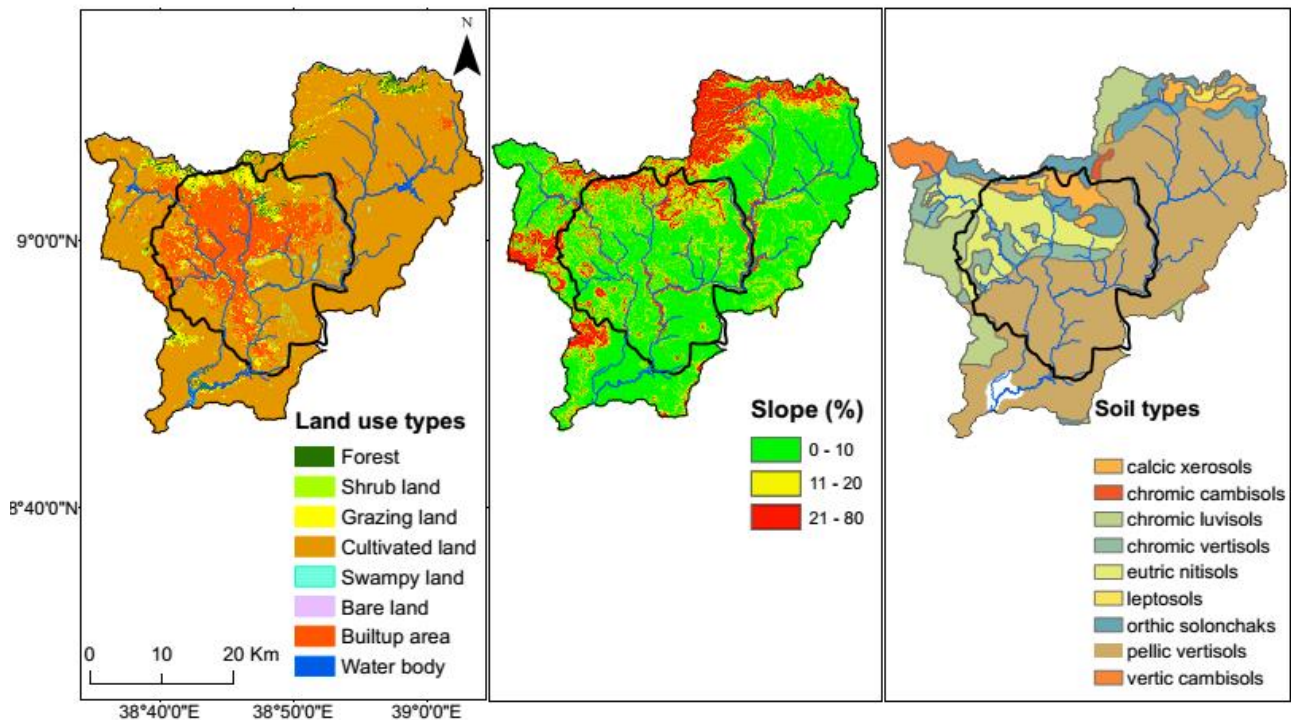 N
9°0'0"N
8°40'0"N
Land use types
Forest
Shrub land
Grazing land
Cultivated land
Swampy land
Bare land
Builtup area
Water body
0 10 20 Km
38°40'0"E 38°50'0"E 39°0'0"E
Slope (%)
0 - 10
11 - 20
21 - 80
Soil types
calcic xerosols
chromic cambisols
chromic luvisols
chromic vertisols
eutric nitisols
leptosols
orthic solonchaks
pellic vertisols
vertic cambisols